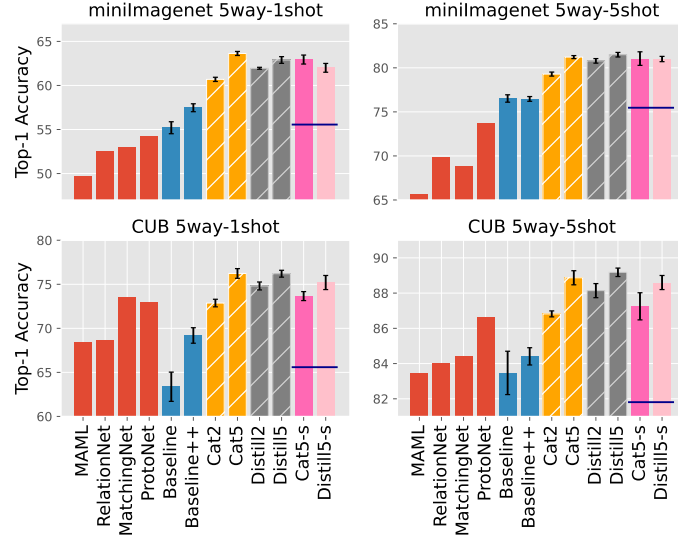 miniImagenet 5way-1shot
miniImagenet 5way-5shot
Top-1 Accuracy
65
60
55
50
85
80
75
70
65
CUB 5way-1shot
CUB 5way-5shot
Top-1 Accuracy
80
75
70
65
60
90
88
86
84
82
MAML
RelationNet
MatchingNet
ProtoNet
Baseline
Baseline++
Cat2
Cat5
Distill2
Distill5
Cat5-s
Distill5-s
MAML
RelationNet
MatchingNet
ProtoNet
Baseline
Baseline++
Cat2
Cat5
Distill2
Distill5
Cat5-s
Distill5-s